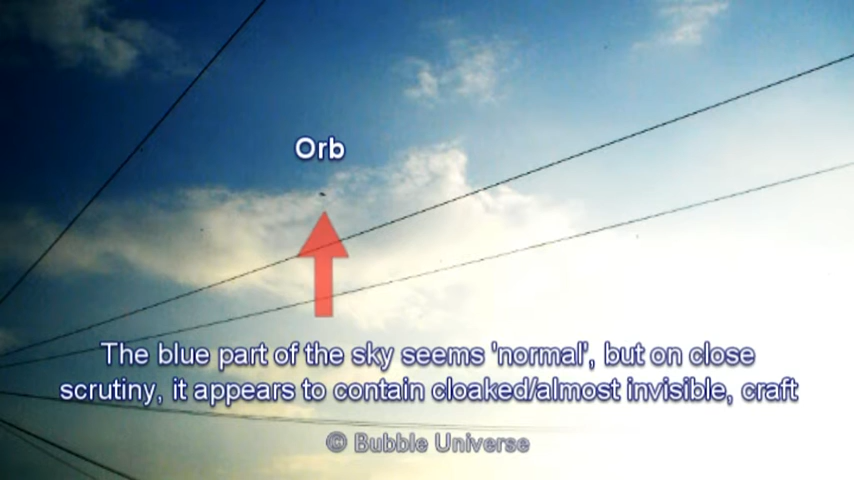 Orb
The blue part of the sky seems 'normal', but on close
scrutiny, it appears to contain cloaked/almost invisible, craft
© Bubble Universe